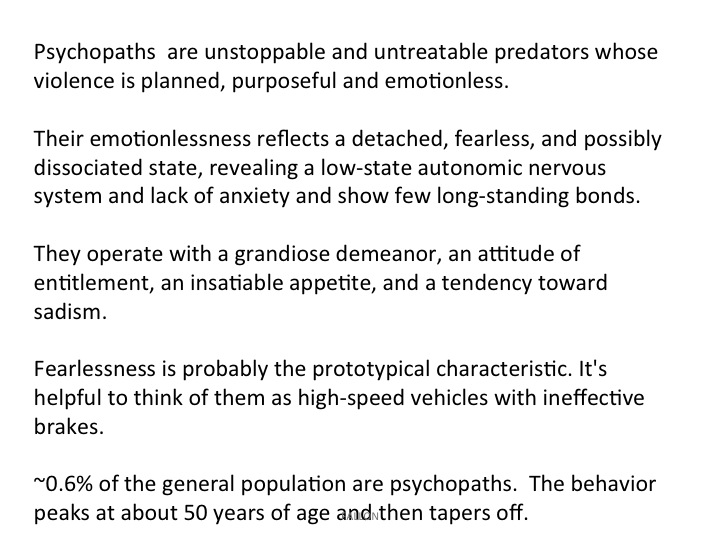 Psychopaths  are unstoppable and untreatable predators whose
violence is planned, purposeful and emotionless.
Their emotionlessness reflects a detached, fearless, and possibly
dissociated state, revealing a low-state autonomic nervous
system and lack of anxiety and show few long-standing bonds.
They operate with a grandiose demeanor, an attitude of
entitlement, an insatiable appetite, and a tendency toward
sadism.
Fearlessness is probably the prototypical characteristic. It's
helpful to think of them as high-speed vehicles with ineffective
brakes.
~0.6% of the general population are psychopaths.  The behavior
peaks at about 50 years of age and then tapers off.